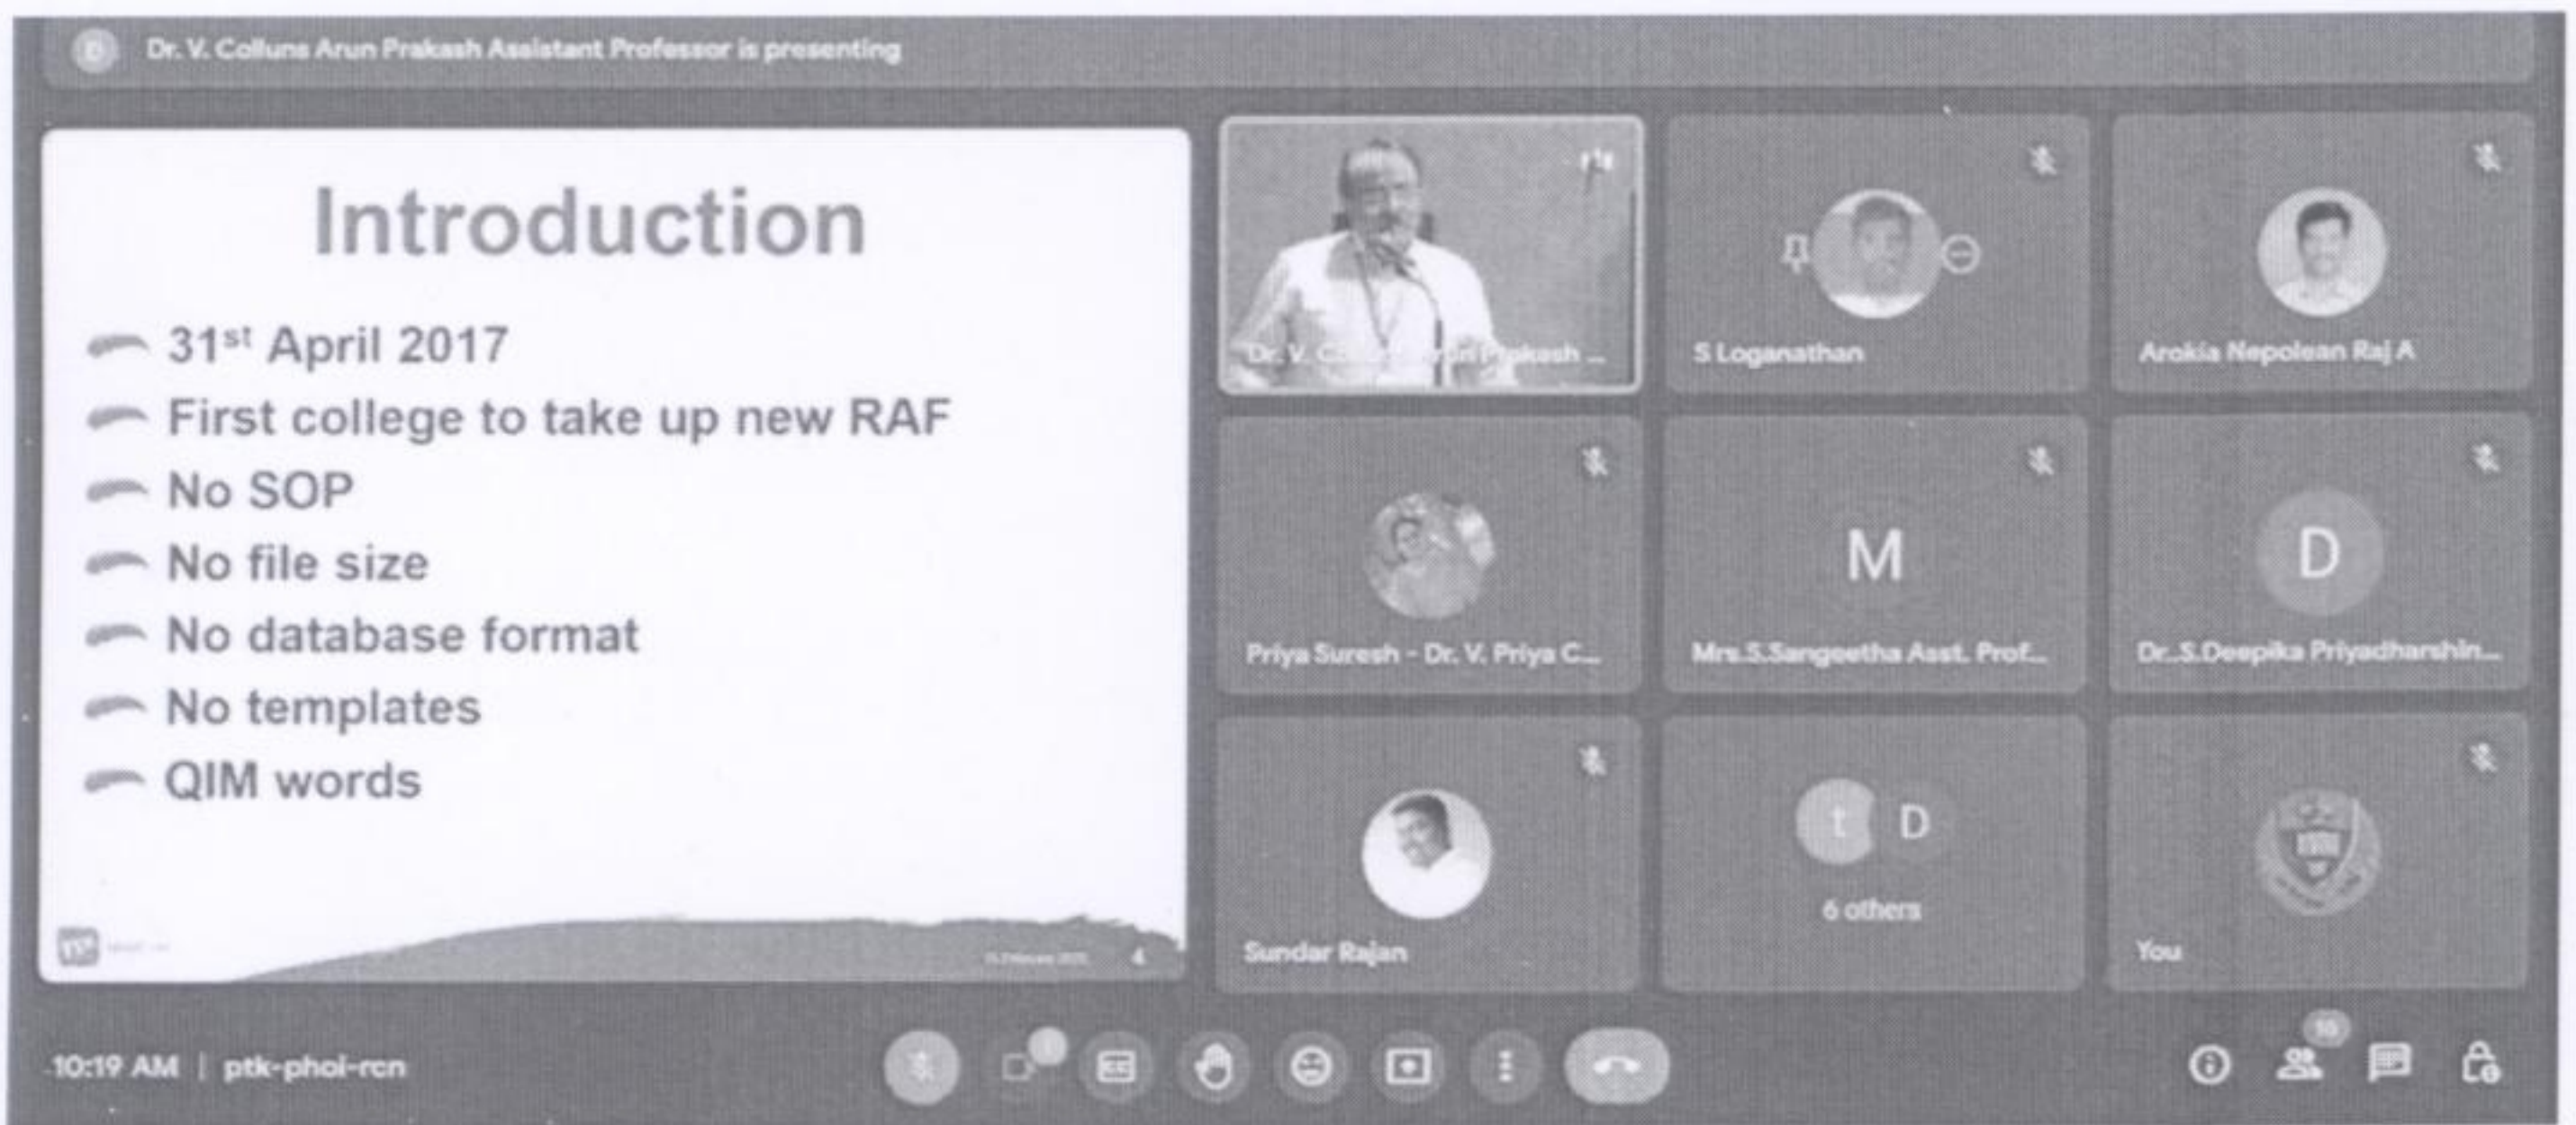 D Dr. V. Colluns Arun Prakash Assistant Professor is presenting
Introduction
31st April 2017
First college to take up new RAF
No SOP
No file size
No database format
No templates
QIM words
4
Dr. V. Prakash ...
S Loganathan
Arokia Nepolean Raj A
Priya Suresh - Dr. V. Priya C...
M
Mrs.S.Sangeetha Asst. Prof...
D
Dr..S.Deepika Priyadharshin...
Sundar Rajan
t D
6 others
You
10:19 AM | ptk-phoi-rcn